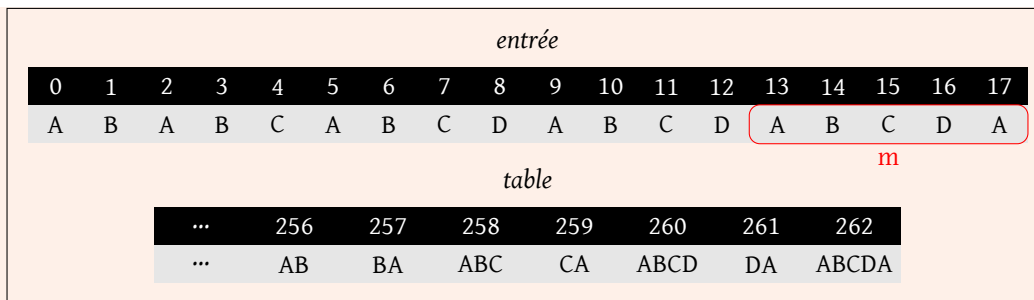 entrée
0 1 2 3 4 5 6 7 8 9 10 11 12 13 14 15 16 17
A B A B C A B C D A B C D A B C D A
m
table
... 256 257 258 259 260 261 262
... AB BA ABC CA ABCD DA ABCDA